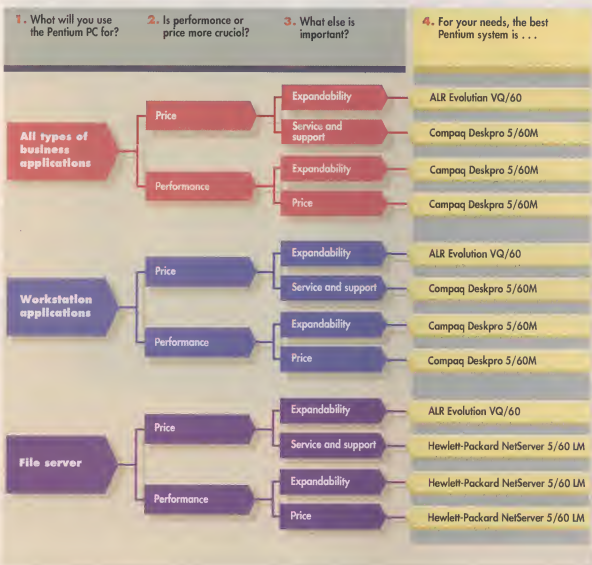 1. What will you use
the Pentium PC for?
2. Is performance or
price more crucial?
3. What else is
important?
4. For your needs, the best
Pentium system is . . .
All types of
business
applications
Price
Expandability
ALR Evolution VQ/60
Service and
support
Compaq Deskpro 5/60M
Performance
Expandability
Compaq Deskpro 5/60M
Price
Compaq Deskpro 5/60M
Workstation
applications
Price
Expandability
ALR Evolution VQ/60
Service and support
Compaq Deskpro 5/60M
Performance
Expandability
Compaq Deskpro 5/60M
Price
Compaq Deskpro 5/60M
File server
Price
Expandability
ALR Evolution VQ/60
Service and support
Hewlett-Packard NetServer 5/60 LM
Performance
Expandability
Hewlett-Packard NetServer 5/60 LM
Price
Hewlett-Packard NetServer 5/60 LM